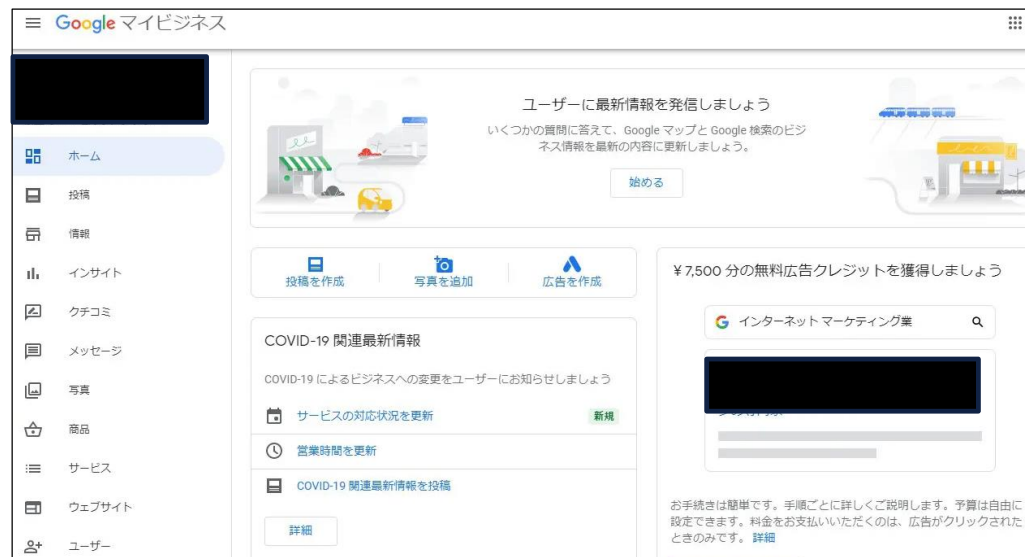 Google マイビジネス
ホーム
投稿
情報
インサイト
クチコミ
メッセージ
写真
商品
サービス
ウェブサイト
ユーザー
ユーザーに最新情報を発信しましょう
いくつかの質問に答えて、Google マップと Google 検索のビジ
ネス情報を最新の内容に更新しましょう。
始める
投稿を作成
写真を追加
広告を作成
COVID-19 関連最新情報
COVID-19 によるビジネスへの変更をユーザーにお知らせしましょう
サービスの対応状況を更新 新規
営業時間を更新
COVID-19 関連最新情報を投稿
詳細
¥7,500 分の無料広告クレジットを獲得しましょう
G インターネット マーケティング業
お手続きは簡単です。手順ごとに詳しくご説明します。予算は自由に
設定できます。料金をお支払いいただくのは、広告がクリックされた
ときのみです。 詳細